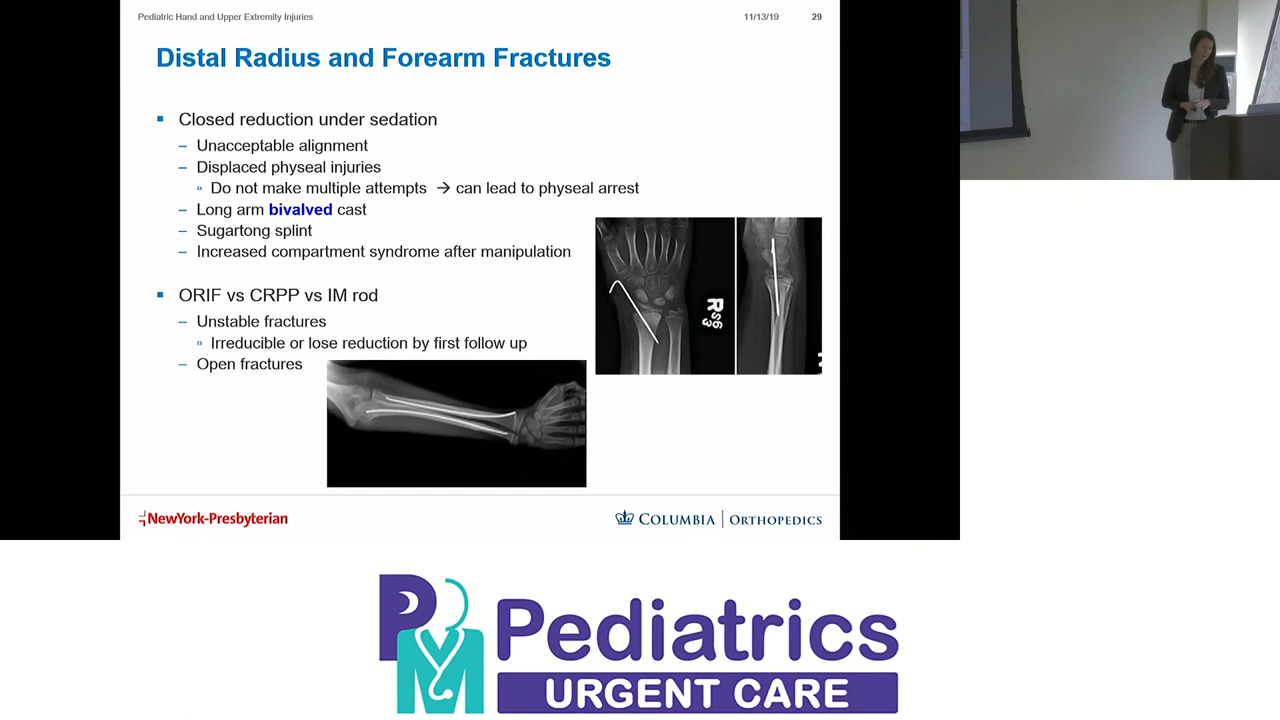 Pediatric Hand and Upper Extremity Injuries
11/13/19
29
Distal Radius and Forearm Fractures
▪ Closed reduction under sedation
– Unacceptable alignment
– Displaced physeal injuries
▫ Do not make multiple attempts → can lead to physeal arrest
– Long arm bivalved cast
– Sugartong splint
– Increased compartment syndrome after manipulation
▪ ORIF vs CRPP vs IM rod
– Unstable fractures
▫ Irreducible or lose reduction by first follow up
– Open fractures
NewYork-Presbyterian
COLUMBIA | ORTHOPEDICS
PM Pediatrics
URGENT CARE